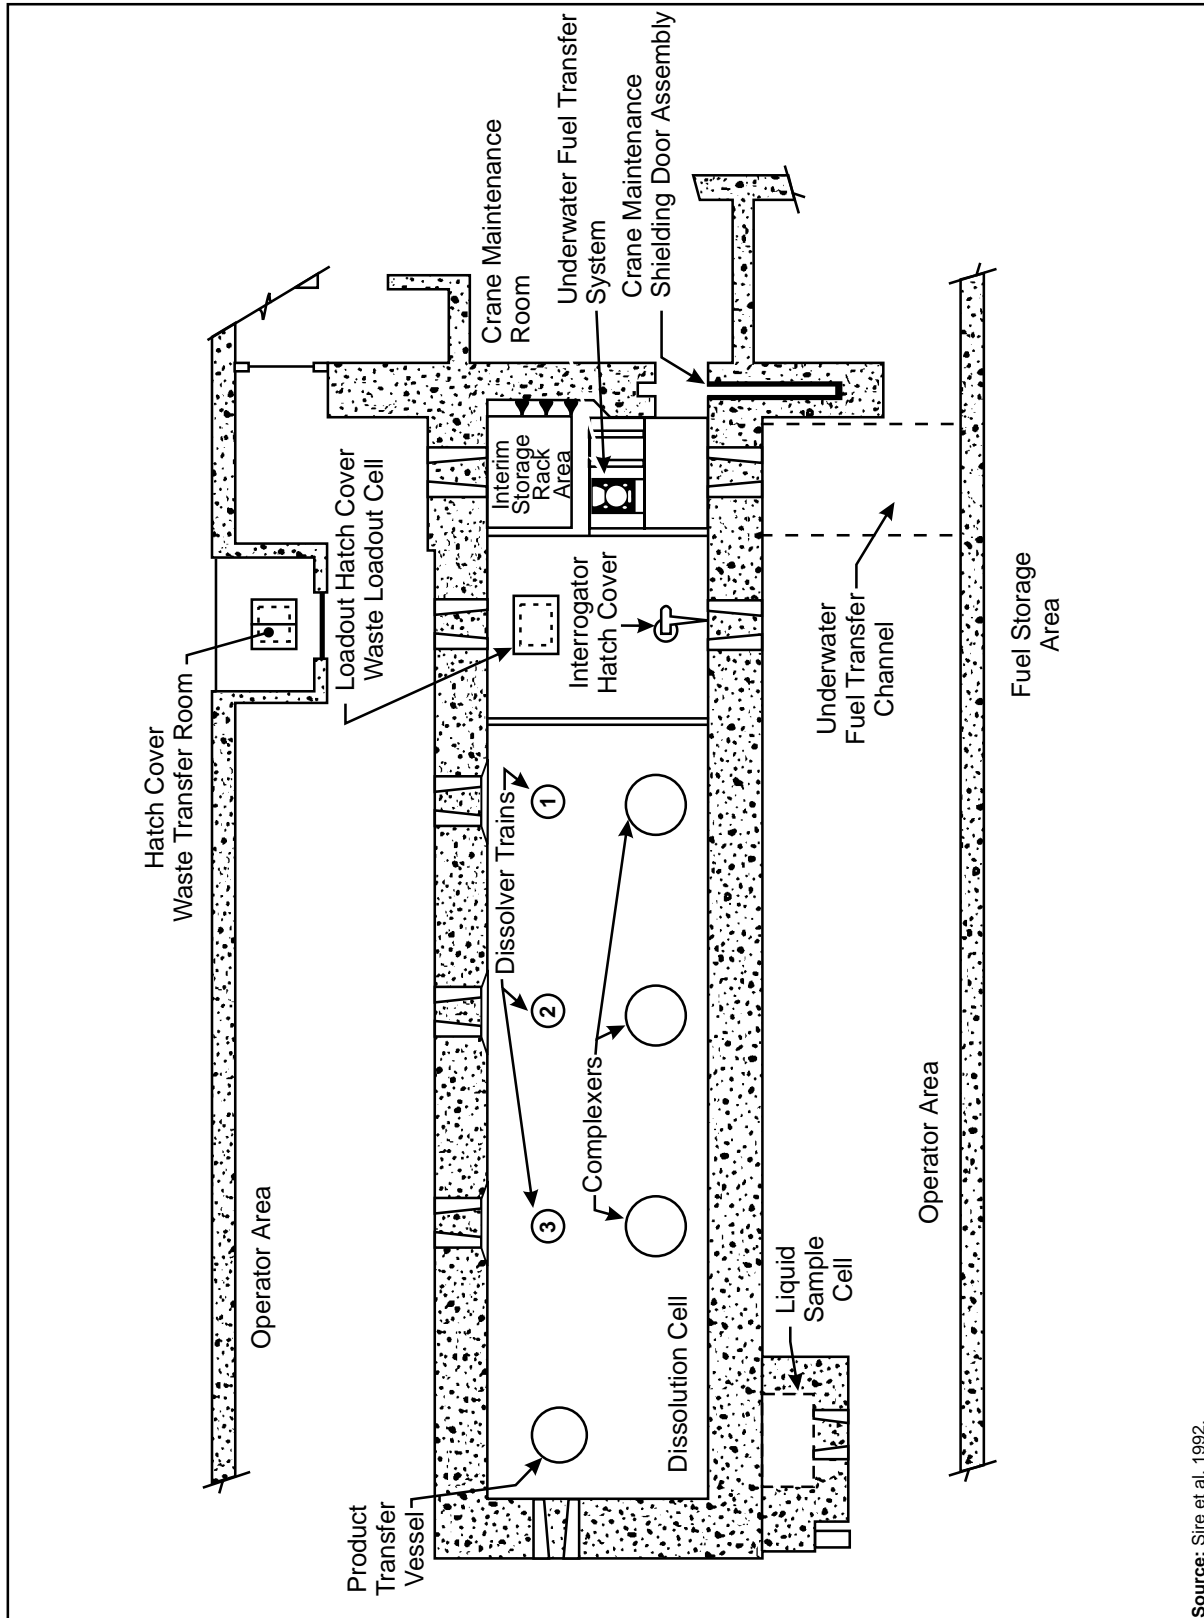 Hatch Cover
Waste Transfer Room
Operator Area
Loadout Hatch Cover
Waste Loadout Cell
Crane Maintenance
Room
Underwater Fuel Transfer
System
Crane Maintenance
Shielding Door Assembly
Product
Transfer
Vessel
Dissolver Trains
3
2
1
Interim
Storage
Rack
Area
Interrogator
Hatch Cover
Complexers
Dissolution Cell
Liquid
Sample
Cell
Underwater
Fuel Transfer
Channel
Operator Area
Fuel Storage
Area
Source: Sire et al. 1992.